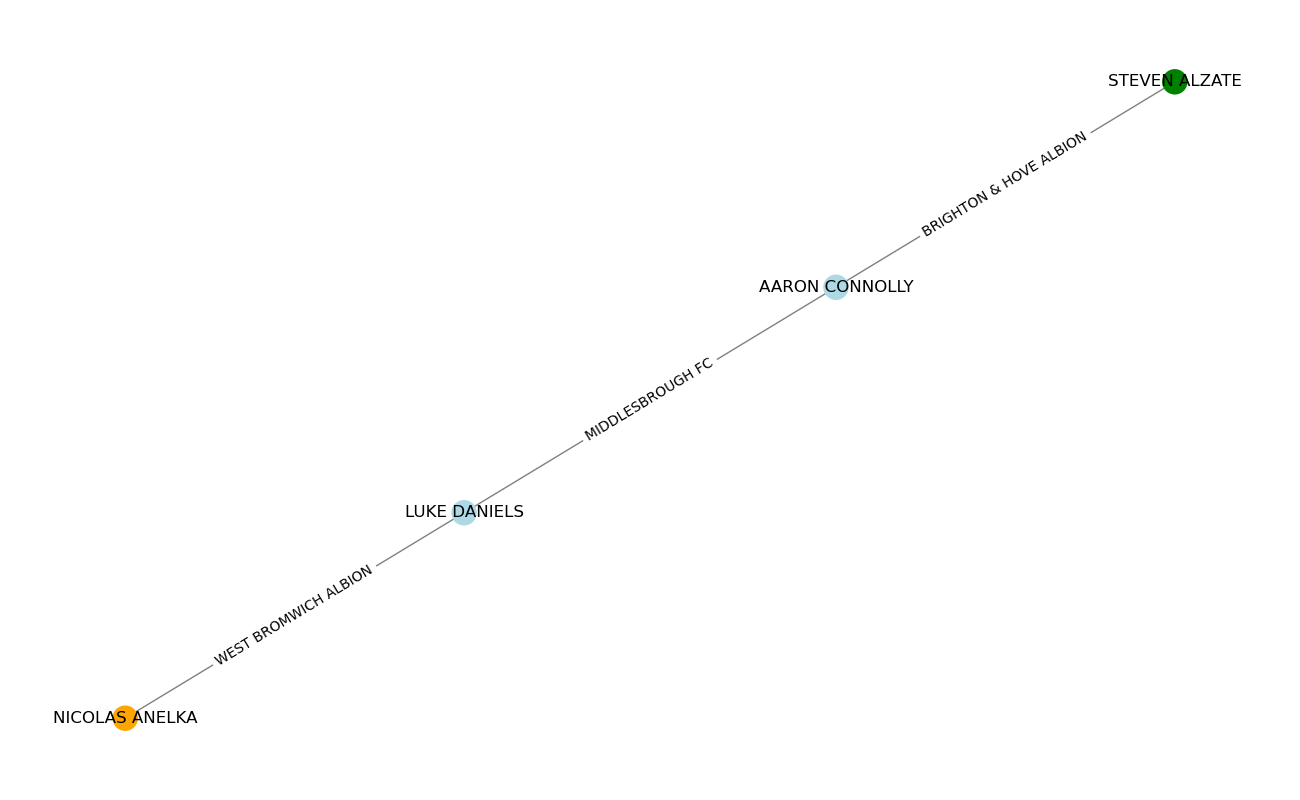 STEVEN ALZATE
BRIGHTON & HOVE ALBION
AARON CONNOLLY
MIDDLESBROUGH FC
LUKE DANIELS
WEST BROMWICH ALBION
NICOLAS ANELKA